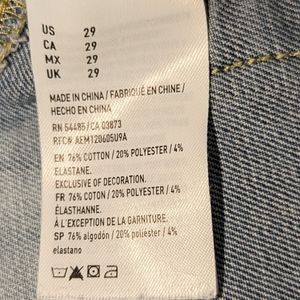 US 29
CA 29
MX 29
UK 29
MADE IN CHINA / FABRIQUÉ EN CHINE /
HECHO EN CHINA
RN 54485/CA 03873
RFC# AEM120605U9A
EN 76% COTTON / 20% POLYESTER / 4%
ELASTANE.
EXCLUSIVE OF DECORATION.
FR 76% COTON / 20% POLYESTER / 4%
ÉLASTHANNE.
À L'EXCEPTION DE LA GARNITURE.
SP 76% algodón / 20% poliéster / 4%
elastano